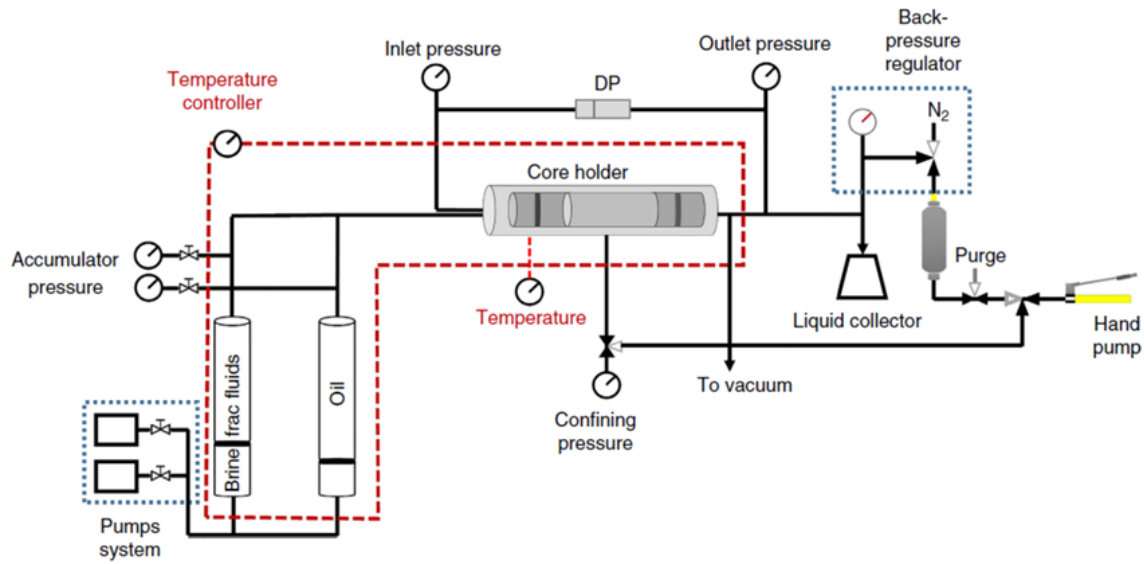 Back-
pressure
regulator
Inlet pressure
Outlet pressure
DP
Temperature
controller
N2
Core holder
Accumulator
pressure
Temperature
Purge
Liquid collector
Hand
pump
To vacuum
Confining
pressure
Brine frac fluids
Oil
Pumps
system